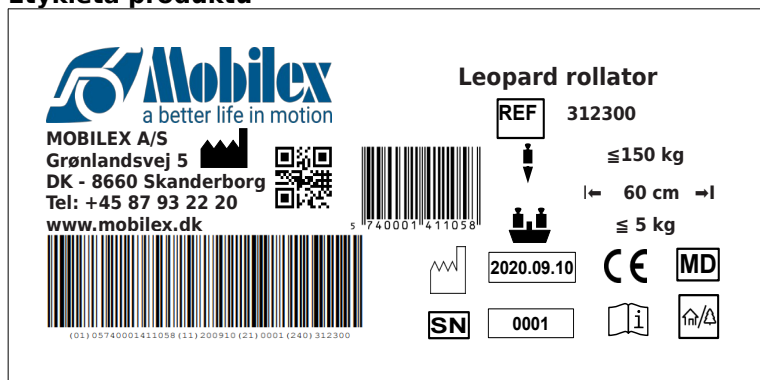 Etykieta produktu
Mobilex
a better life in motion
MOBILEX A/S
Grønlandsvej 5
DK - 8660 Skanderborg
Tel: +45 87 93 22 20
www.mobilex.dk
5 740001 411058
(01)05740001411058(11)200910(21)0001(240)312300
Leopard rollator
REF 312300
≦150 kg
60 cm
≦ 5 kg
2020.09.10 CE MD
SN 0001 i